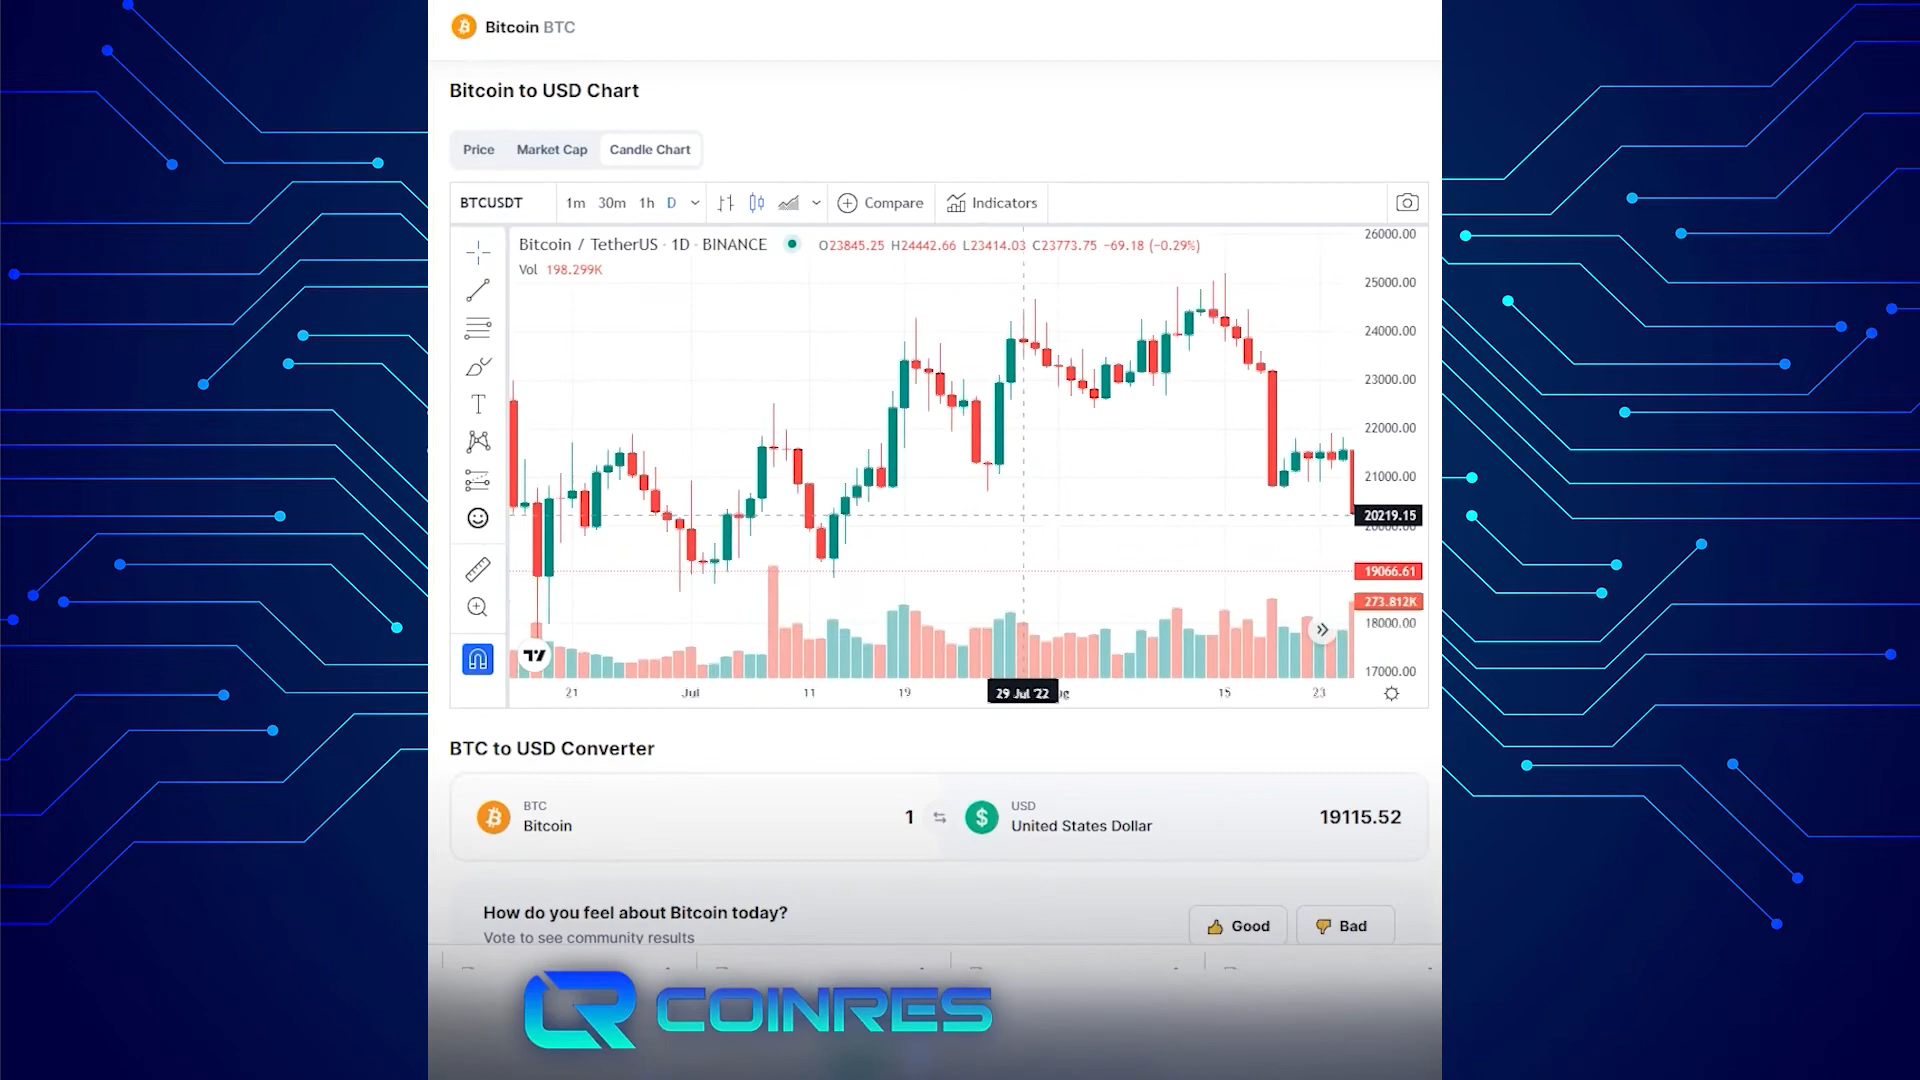 Bitcoin BTC
Bitcoin to USD Chart
Price Market Cap Candle Chart
BTCUSDT 1m 30m 1h D Compare Indicators
Bitcoin / TetherUS · 1D · BINANCE O23845.25 H24442.66 L23414.03 C23773.75 −69.18 (−0.29%)
Vol 198.299K
26000.00
25000.00
24000.00
23000.00
22000.00
21000.00
20219.15
19066.61
273.812K
18000.00
17000.00
21 Jul 11 19 29 Jul '22 15 23
BTC to USD Converter
BTC
Bitcoin
1
USD
United States Dollar
19115.52
How do you feel about Bitcoin today?
Vote to see community results
Good Bad
CR COINRES